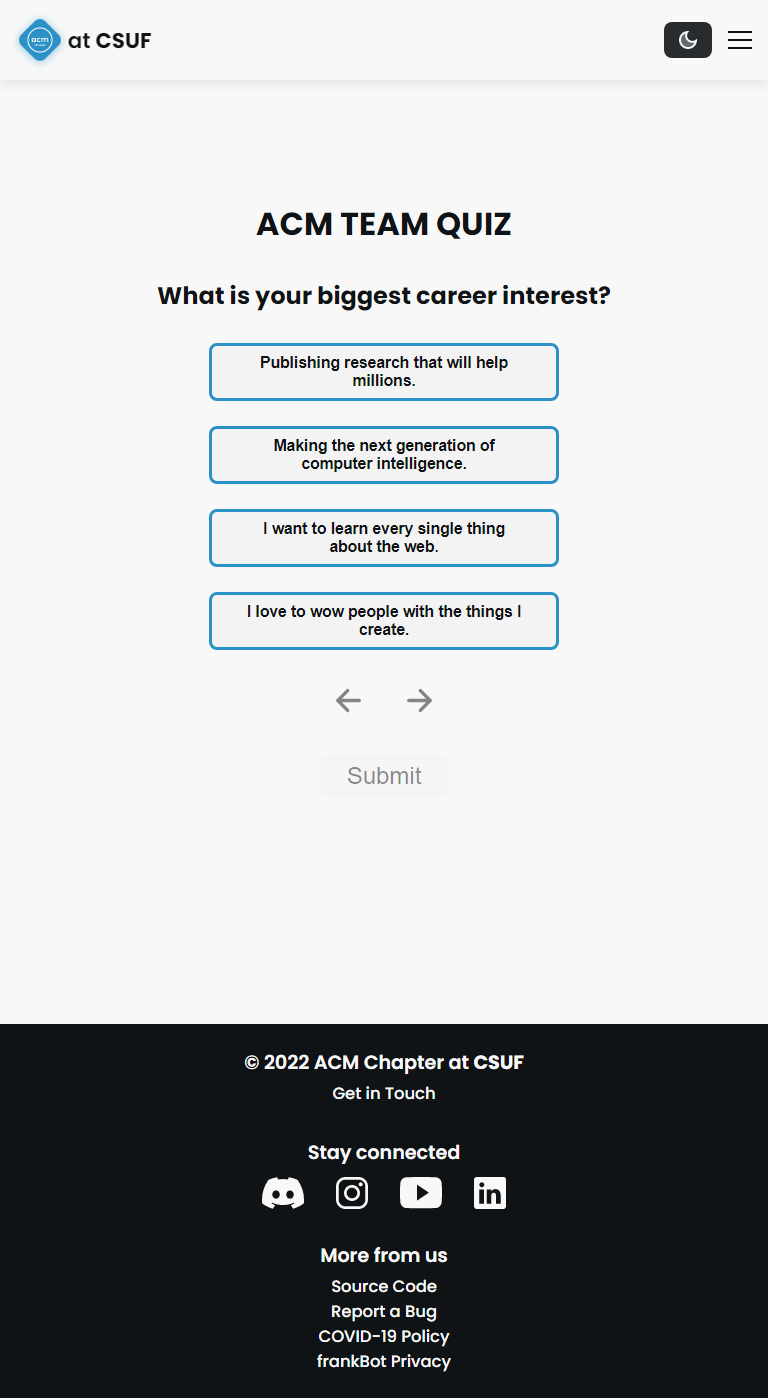 acm
at CSUF
ACM TEAM QUIZ
What is your biggest career interest?
Publishing research that will help
millions.
Making the next generation of
computer intelligence.
I want to learn every single thing
about the web.
I love to wow people with the things I
create.
Submit
© 2022 ACM Chapter at CSUF
Get in Touch
Stay connected
in
More from us
Source Code
Report a Bug
COVID-19 Policy
frankBot Privacy